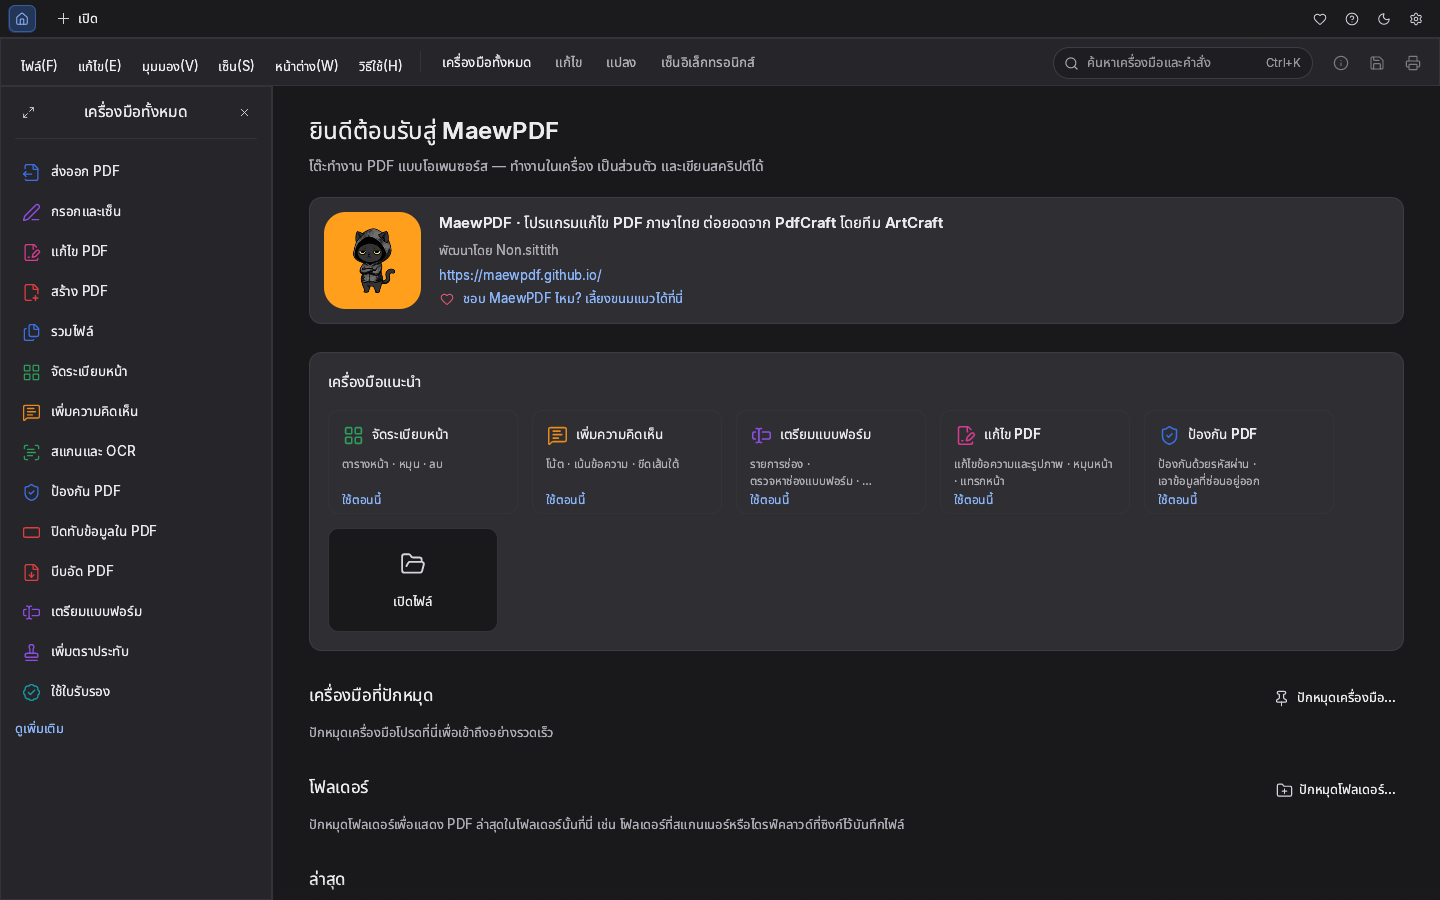 เปิด
ไฟล์(F) แก้ไข(E) มุมมอง(V) เซ็น(S) หน้าต่าง(W) วิธีใช้(H) เครื่องมือทั้งหมด แก้ไข แปลง เซ็นอิเล็กทรอนิกส์ ค้นหาเครื่องมือและคำสั่ง Ctrl+K
เครื่องมือทั้งหมด
ส่งออก PDF
กรอกและเซ็น
แก้ไข PDF
สร้าง PDF
รวมไฟล์
จัดระเบียบหน้า
เพิ่มความคิดเห็น
สแกนและ OCR
ป้องกัน PDF
ปิดทับข้อมูลใน PDF
บีบอัด PDF
เตรียมแบบฟอร์ม
เพิ่มตราประทับ
ใช้ใบรับรอง
ดูเพิ่มเติม
ยินดีต้อนรับสู่ MaewPDF
โต๊ะทำงาน PDF แบบโอเพนซอร์ส — ทำงานในเครื่อง เป็นส่วนตัว และเขียนสคริปต์ได้
MaewPDF · โปรแกรมแก้ไข PDF ภาษาไทย ต่อยอดจาก PdfCraft โดยทีม ArtCraft
พัฒนาโดย Non.sittith
https://maewpdf.github.io/
ชอบ MaewPDF ไหม? เลี้ยงขนมแมวได้ที่นี่
เครื่องมือแนะนำ
จัดระเบียบหน้า
ตารางหน้า · หมุน · ลบ
ใช้ตอนนี้
เพิ่มความคิดเห็น
โน้ต · เน้นข้อความ · ขีดเส้นใต้
ใช้ตอนนี้
เตรียมแบบฟอร์ม
รายการช่อง ·
ตรวจหาช่องแบบฟอร์ม · ...
ใช้ตอนนี้
แก้ไข PDF
แก้ไขข้อความและรูปภาพ · หมุนหน้า
· แทรกหน้า
ใช้ตอนนี้
ป้องกัน PDF
ป้องกันด้วยรหัสผ่าน ·
เอาข้อมูลที่ซ่อนอยู่ออก
ใช้ตอนนี้
เปิดไฟล์
เครื่องมือที่ปักหมุด
ปักหมุดเครื่องมือ...
ปักหมุดเครื่องมือโปรดที่นี่เพื่อเข้าถึงอย่างรวดเร็ว
โฟลเดอร์
ปักหมุดโฟลเดอร์...
ปักหมุดโฟลเดอร์เพื่อแสดง PDF ล่าสุดในโฟลเดอร์นั้นที่นี่ เช่น โฟลเดอร์ที่สแกนเนอร์หรือไดรฟ์คลาวด์ที่ซิงก์ไว้บันทึกไฟล์
ล่าสุด